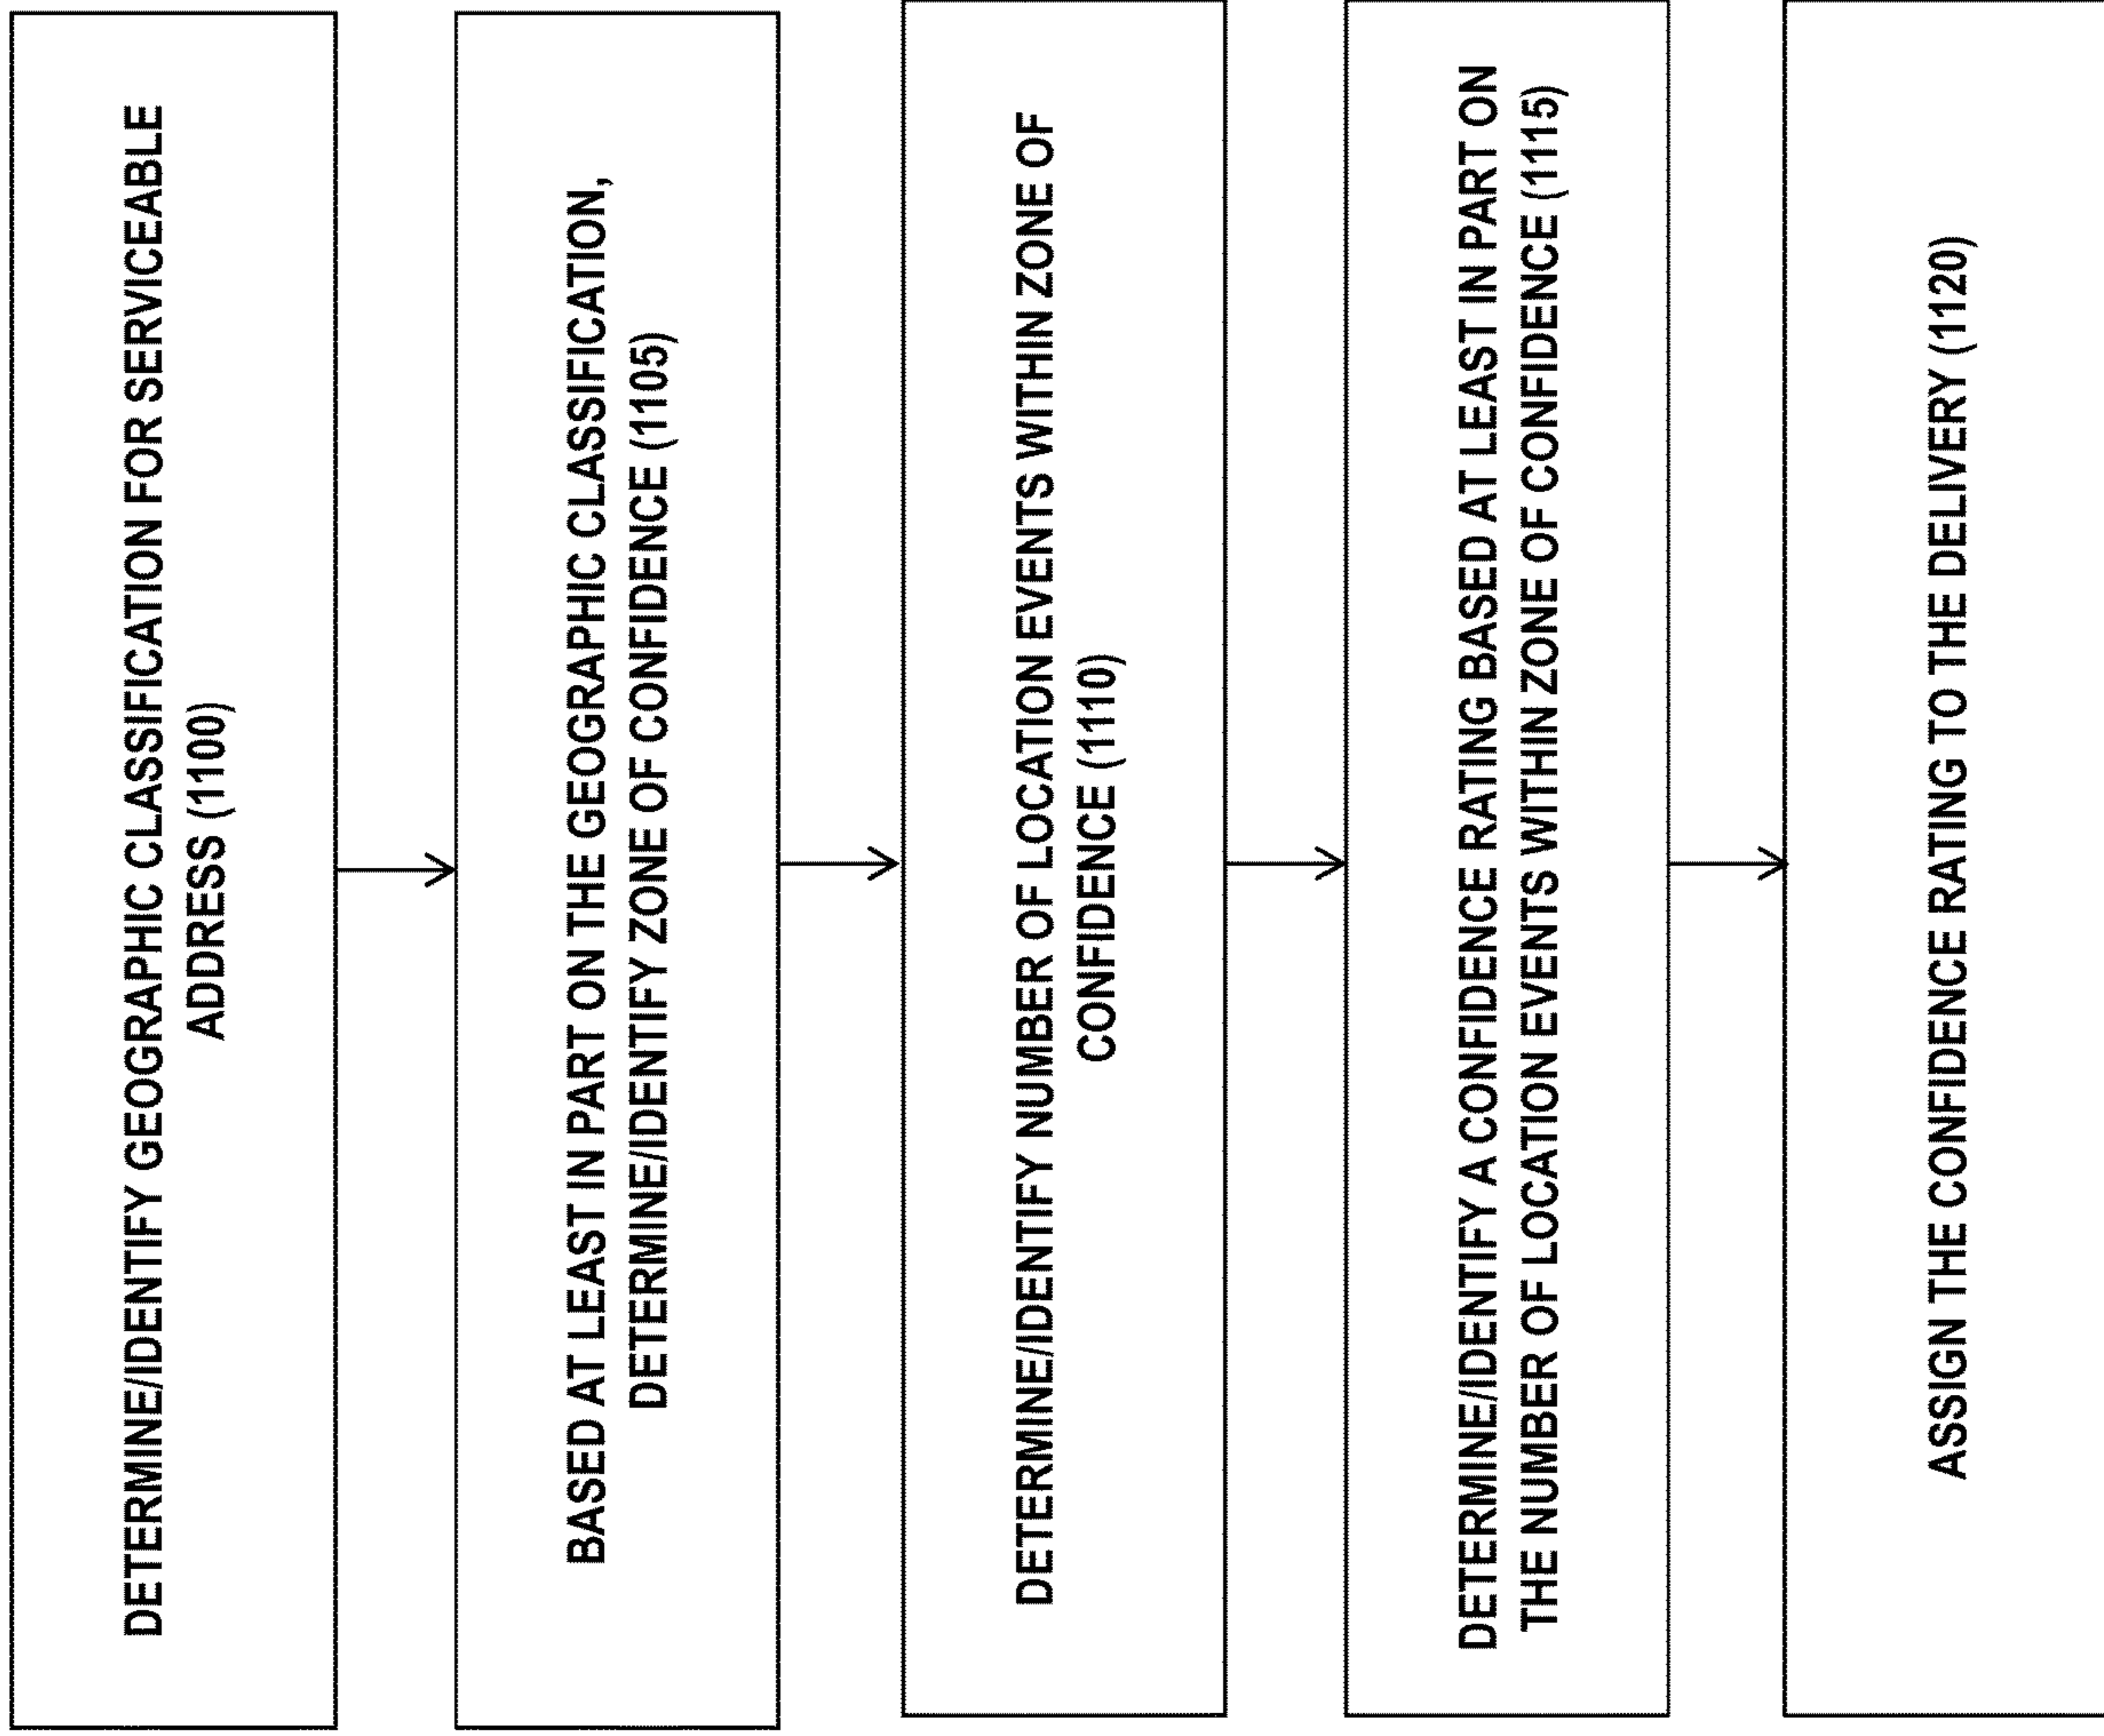 DETERMINE/IDENTIFY GEOGRAPHIC CLASSIFICATION FOR SERVICEABLE
ADDRESS (1100)
BASED AT LEAST IN PART ON THE GEOGRAPHIC CLASSIFICATION,
DETERMINE/IDENTIFY ZONE OF CONFIDENCE (1105)
DETERMINE/IDENTIFY NUMBER OF LOCATION EVENTS WITHIN ZONE OF
CONFIDENCE (1110)
DETERMINE/IDENTIFY A CONFIDENCE RATING BASED AT LEAST IN PART ON
THE NUMBER OF LOCATION EVENTS WITHIN ZONE OF CONFIDENCE (1115)
ASSIGN THE CONFIDENCE RATING TO THE DELIVERY (1120)